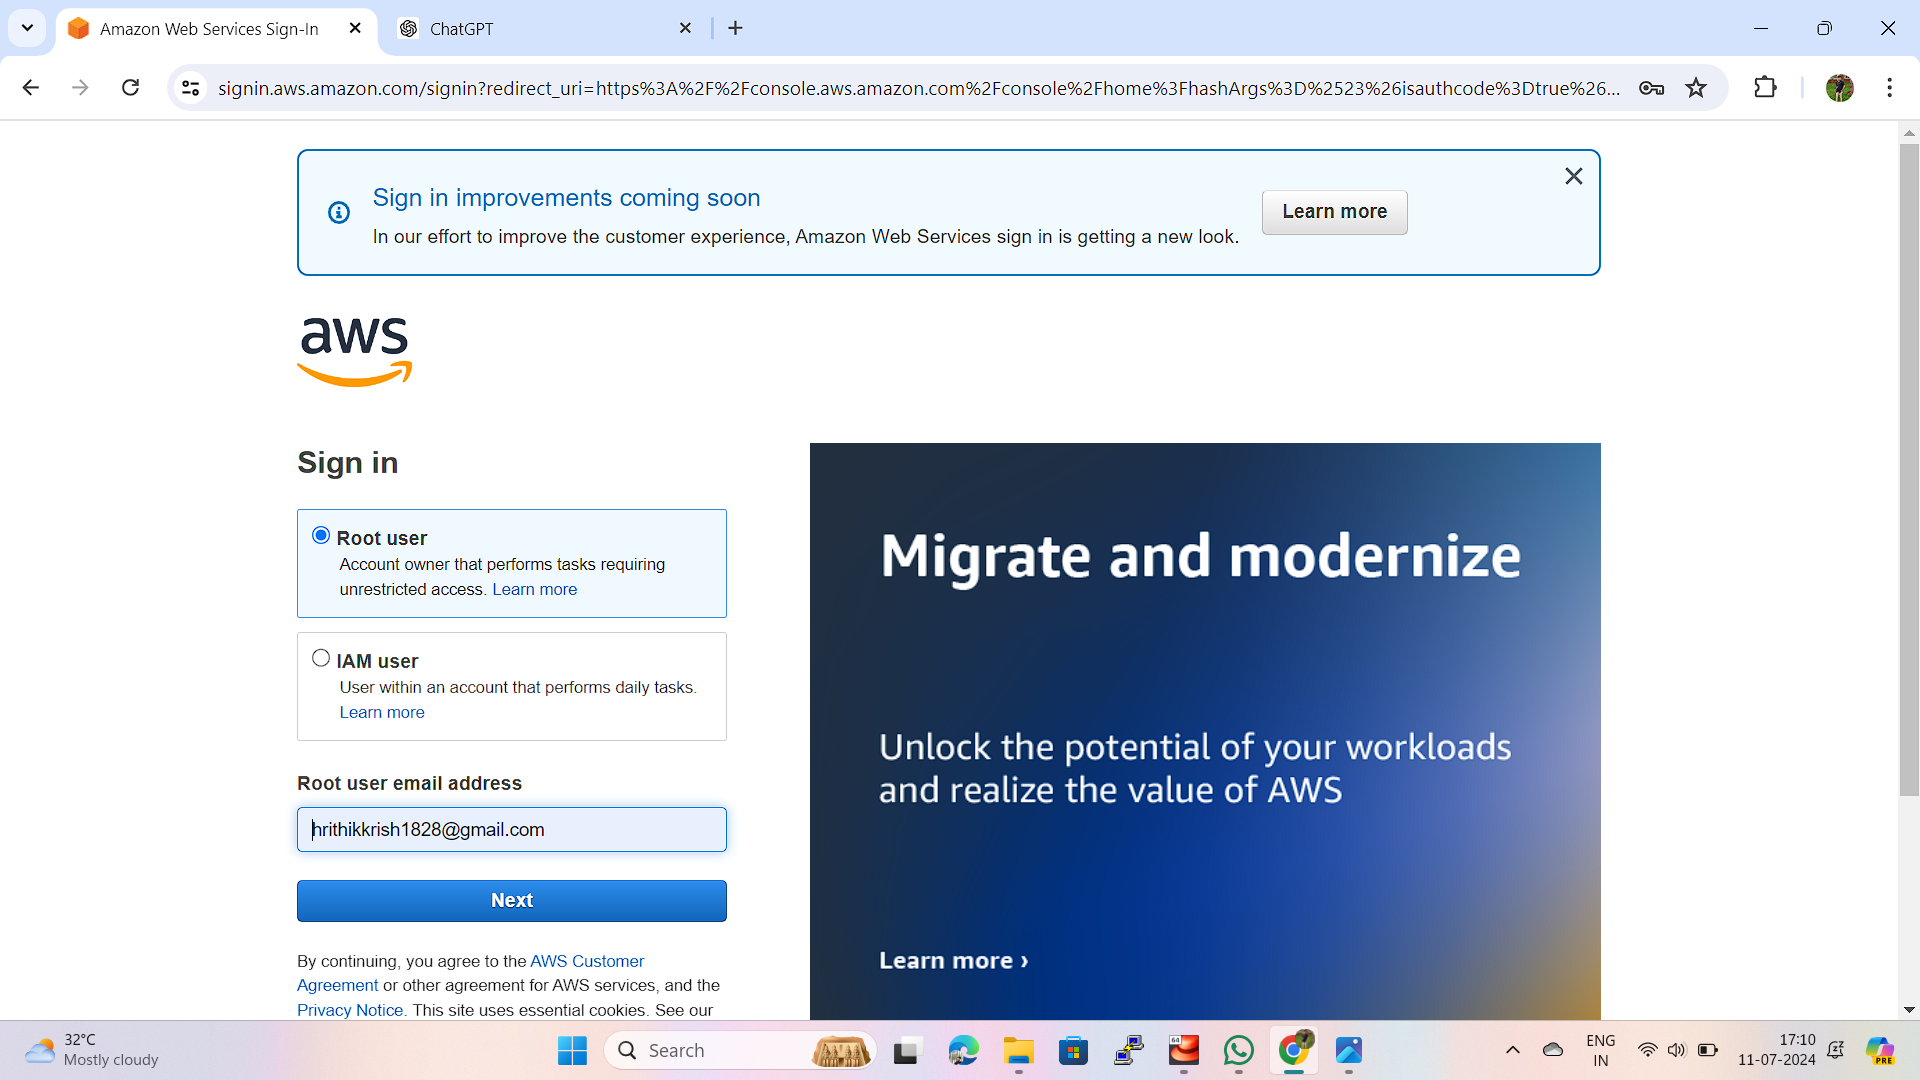 Amazon Web Services Sign-In
ChatGPT
signin.aws.amazon.com/signin?redirect_uri=https%3A%2F%2Fconsole.aws.amazon.com%2Fconsole%2Fhome%3FhashArgs%3D%2523%26isauthcode%3Dtrue%26...
Sign in improvements coming soon
In our effort to improve the customer experience, Amazon Web Services sign in is getting a new look.
Learn more
aws
Sign in
Root user
Account owner that performs tasks requiring
unrestricted access. Learn more
IAM user
User within an account that performs daily tasks.
Learn more
Root user email address
hrithikkrish1828@gmail.com
Next
By continuing, you agree to the AWS Customer
Agreement or other agreement for AWS services, and the
Privacy Notice. This site uses essential cookies. See our
Migrate and modernize
Unlock the potential of your workloads
and realize the value of AWS
Learn more ›
32°C
Mostly cloudy
Search
64
ENG
IN
17:10
11-07-2024
PRE